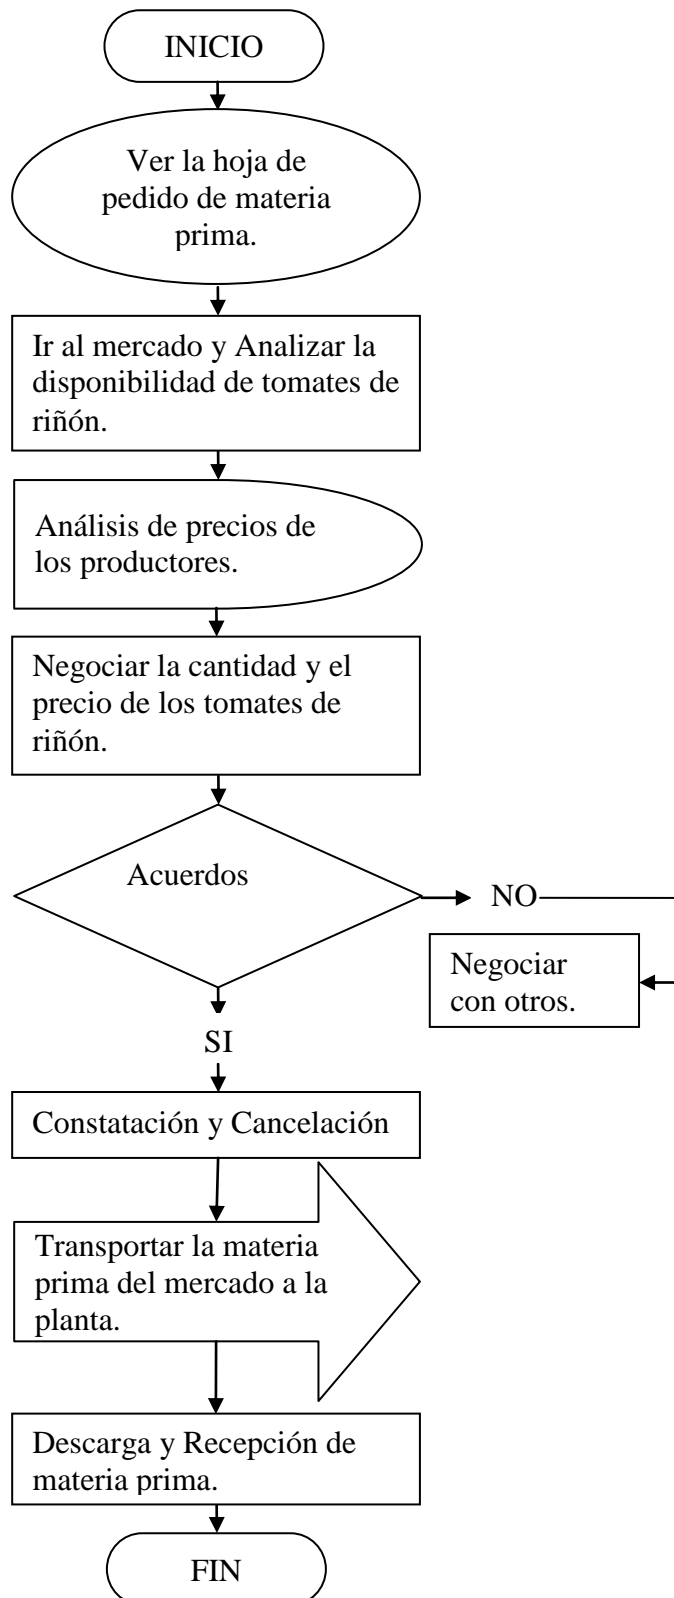 INICIO
Ver la hoja de
pedido de materia
prima.
Ir al mercado y Analizar la
disponibilidad de tomates de
riñón.
Análisis de precios de
los productores.
Negociar la cantidad y el
precio de los tomates de
riñón.
Acuerdos
NO
Negociar
con otros.
SI
Constatación y Cancelación
Transportar la materia
prima del mercado a la
planta.
Descarga y Recepción de
materia prima.
FIN